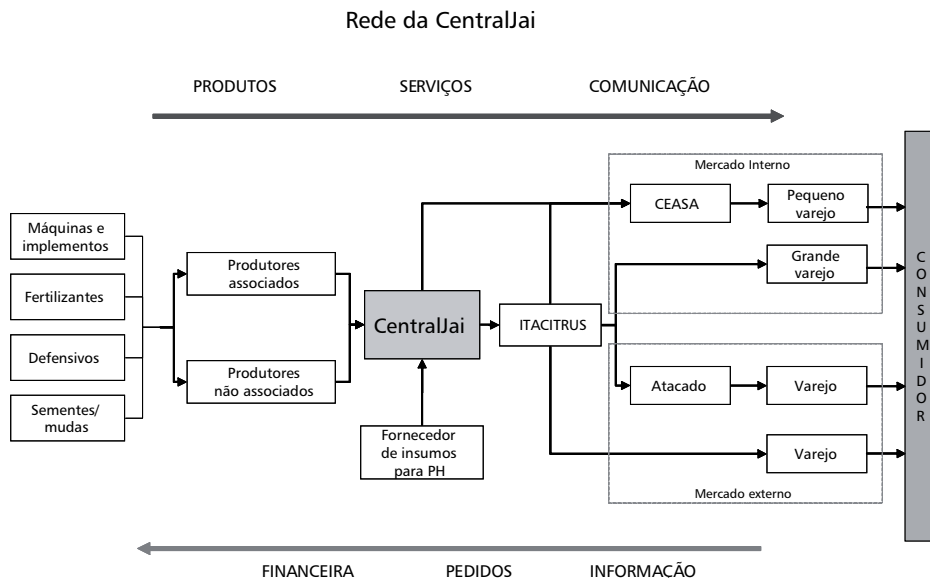 Rede da CentralJai
PRODUTOS
SERVIÇOS
COMUNICAÇÃO
Máquinas e
implementos
Fertilizantes
Defensivos
Sementes/
mudas
Produtores
associados
Produtores
não associados
CentralJai
Fornecedor
de insumos
para PH
ITACITRUS
Mercado Interno
CEASA
Pequeno
varejo
Grande
varejo
Atacado
Varejo
Varejo
Mercado externo
CONSUMIDOR
FINANCEIRA
PEDIDOS
INFORMAÇÃO